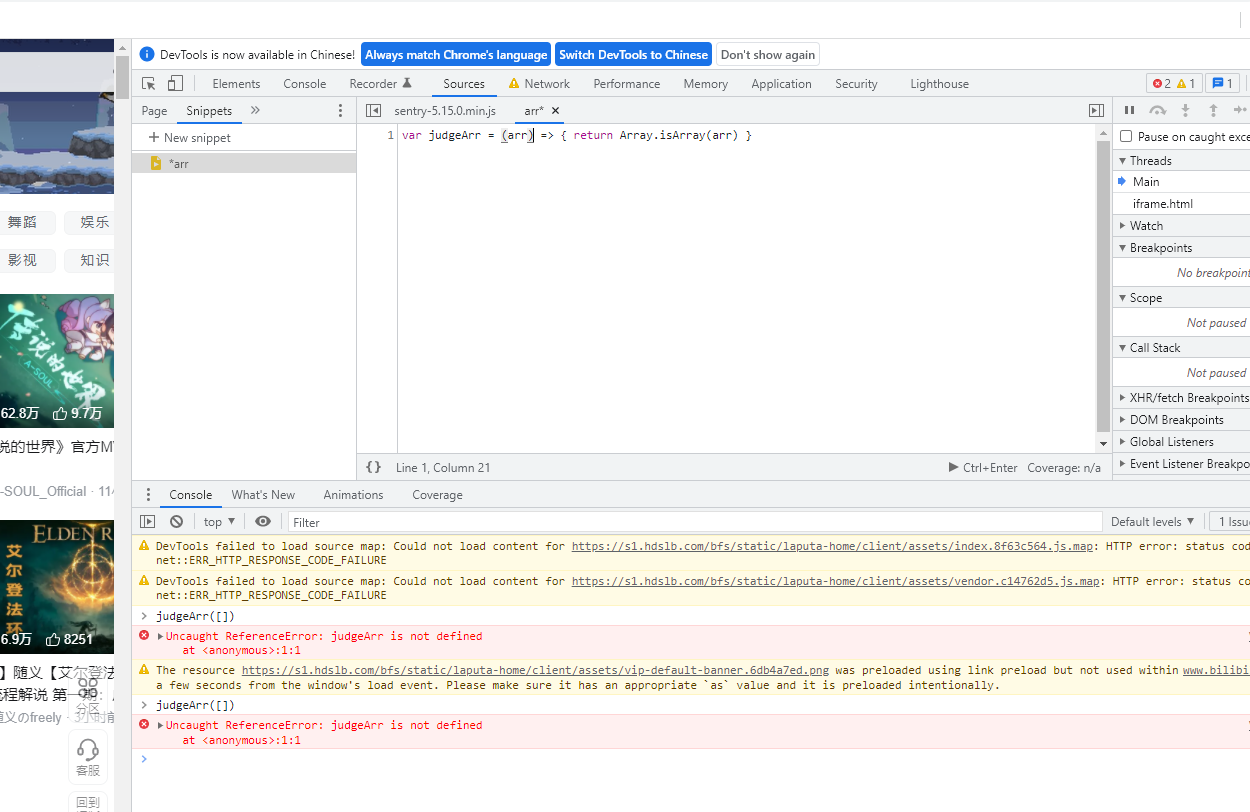 DevTools is now available in Chinese! Always match Chrome's language Switch DevTools to Chinese Don't show again
Elements Console Recorder Sources Network Performance Memory Application Security Lighthouse 2 1 1
Page Snippets » sentry-5.15.0.min.js arr* ×
+ New snippet
*arr
1 var judgeArr = (arr) => { return Array.isArray(arr) }
{} Line 1, Column 21 Ctrl+Enter Coverage: n/a
Pause on caught exce
Threads
Main
iframe.html
Watch
Breakpoints
No breakpoint
Scope
Not paused
Call Stack
Not paused
XHR/fetch Breakpoints
DOM Breakpoints
Global Listeners
Event Listener Breakpo
舞蹈 娱乐
影视 知识
传说的世界
A-SOUL
62.8万 9.7万
说的世界》官方M
-SOUL_Official · 11
ELDEN R
艾尔登法环
6.9万 8251
】随义【艾尔登法
流程解说 第一期：
随义のfreely · 3小时前
分区
客服
回到
Console What's New Animations Coverage
top Filter Default levels 1 Issu
DevTools failed to load source map: Could not load content for https://s1.hdslb.com/bfs/static/laputa-home/client/assets/index.8f63c564.js.map: HTTP error: status cod
net::ERR_HTTP_RESPONSE_CODE_FAILURE
DevTools failed to load source map: Could not load content for https://s1.hdslb.com/bfs/static/laputa-home/client/assets/vendor.c14762d5.js.map: HTTP error: status co
net::ERR_HTTP_RESPONSE_CODE_FAILURE
> judgeArr([])
Uncaught ReferenceError: judgeArr is not defined
at <anonymous>:1:1
The resource https://s1.hdslb.com/bfs/static/laputa-home/client/assets/vip-default-banner.6db4a7ed.png was preloaded using link preload but not used within www.bilibi
a few seconds from the window's load event. Please make sure it has an appropriate `as` value and it is preloaded intentionally.
> judgeArr([])
Uncaught ReferenceError: judgeArr is not defined
at <anonymous>:1:1
>